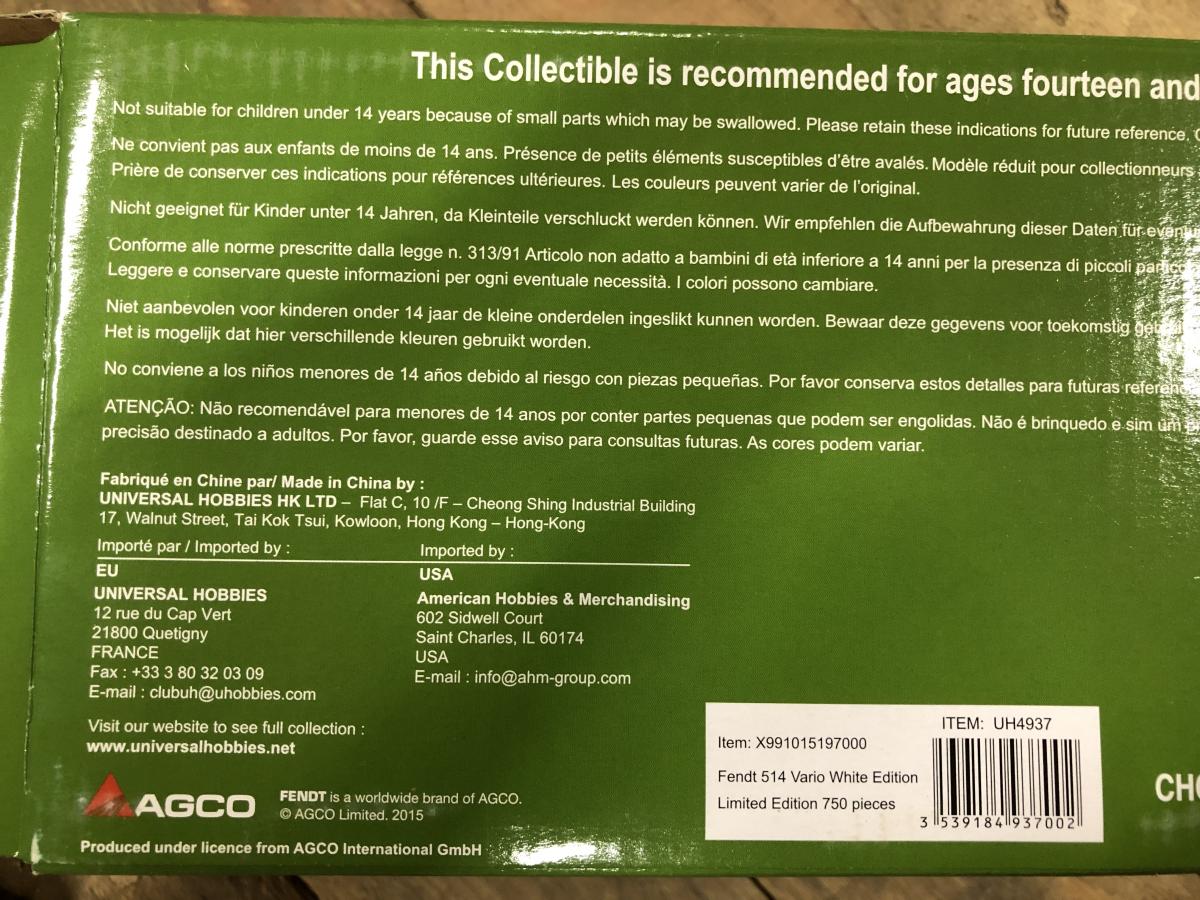 This Collectible is recommended for ages fourteen and
Not suitable for children under 14 years because of small parts which may be swallowed. Please retain these indications for future reference.
Ne convient pas aux enfants de moins de 14 ans. Présence de petits éléments susceptibles d'être avalés. Modèle réduit pour collectionneurs
Prière de conserver ces indications pour références ultérieures. Les couleurs peuvent varier de l'original.
Nicht geeignet für Kinder unter 14 Jahren, da Kleinteile verschluckt werden können. Wir empfehlen die Aufbewahrung dieser Daten für
Conforme alle norme prescritte dalla legge n. 313/91 Articolo non adatto a bambini di età inferiore a 14 anni per la presenza di piccoli
Leggere e conservare queste informazioni per ogni eventuale necessità. I colori possono cambiare.
Niet aanbevolen voor kinderen onder 14 jaar de kleine onderdelen ingeslikt kunnen worden. Bewaar deze gegevens voor toekomstig
Het is mogelijk dat hier verschillende kleuren gebruikt worden.
No conviene a los niños menores de 14 años debido al riesgo con piezas pequeñas. Por favor conserva estos detalles para futuras
ATENÇÃO: Não recomendável para menores de 14 anos por conter partes pequenas que podem ser engolidas. Não é brinquedo e sim um
precisão destinado a adultos. Por favor, guarde esse aviso para consultas futuras. As cores podem variar.
Fabriqué en Chine par/ Made in China by :
UNIVERSAL HOBBIES HK LTD – Flat C, 10 /F – Cheong Shing Industrial Building
17, Walnut Street, Tai Kok Tsui, Kowloon, Hong Kong – Hong-Kong
Importé par / Imported by :
EU
UNIVERSAL HOBBIES
12 rue du Cap Vert
21800 Quetigny
FRANCE
Fax : +33 3 80 32 03 09
E-mail : clubuh@uhobbies.com
Imported by :
USA
American Hobbies & Merchandising
602 Sidwell Court
Saint Charles, IL 60174
USA
E-mail : info@ahm-group.com
Visit our website to see full collection :
www.universalhobbies.net
AGCO
FENDT is a worldwide brand of AGCO.
© AGCO Limited. 2015
Produced under licence from AGCO International GmbH
ITEM: UH4937
Item: X991015197000
Fendt 514 Vario White Edition
Limited Edition 750 pieces
3 539184 937002